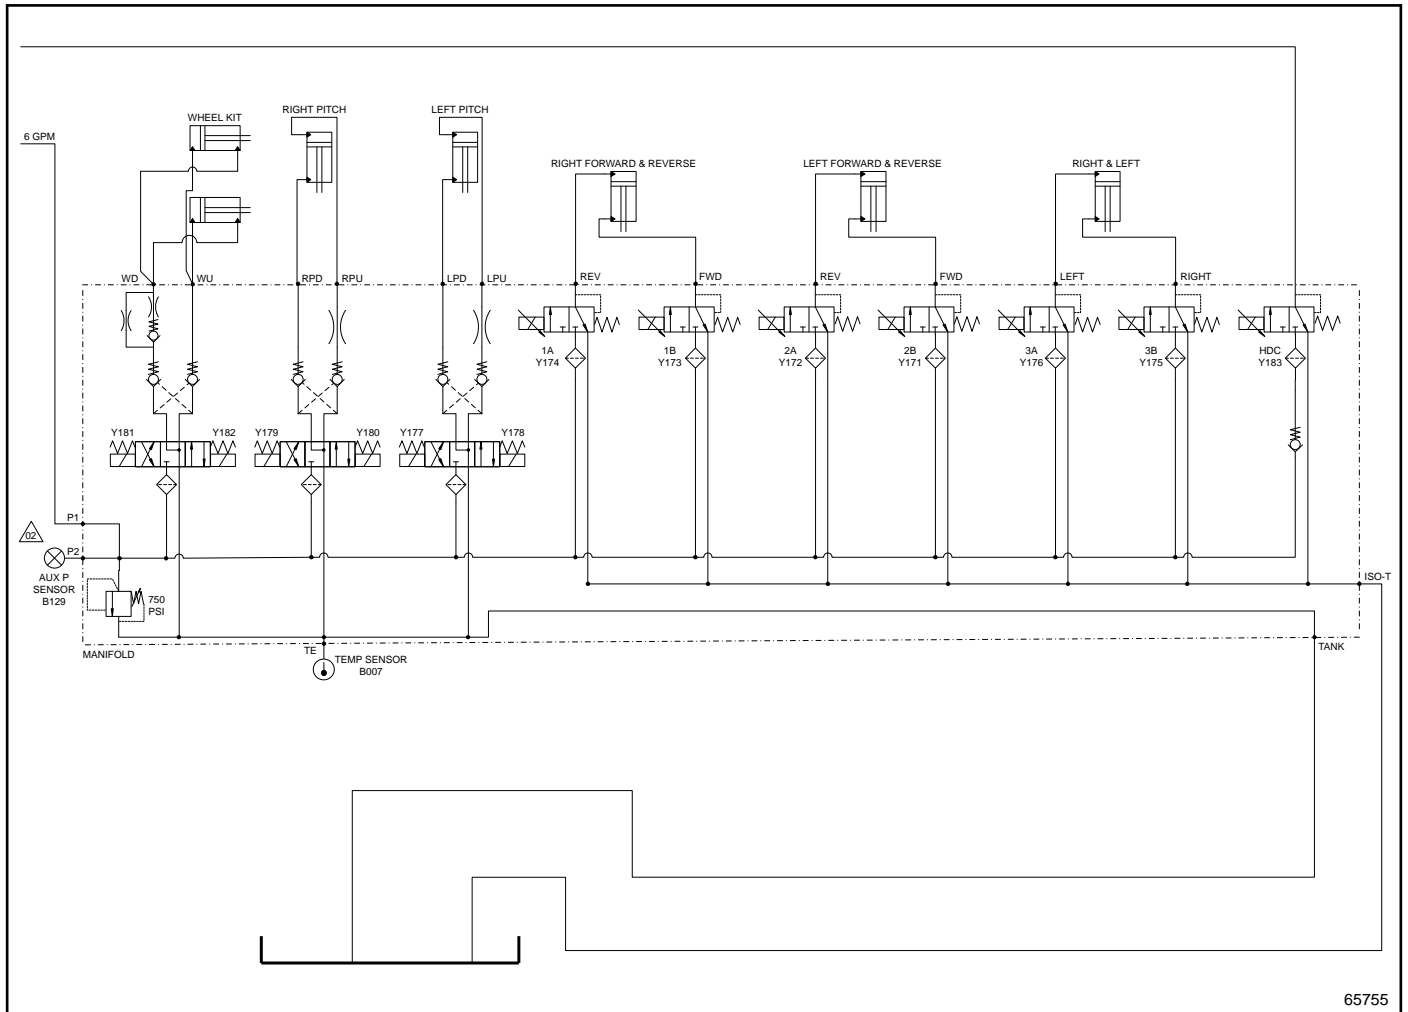 6 GPM
WHEEL KIT
RIGHT PITCH
LEFT PITCH
RIGHT FORWARD & REVERSE
LEFT FORWARD & REVERSE
RIGHT & LEFT
WD
WU
RPD
RPU
LPD
LPU
REV
FWD
REV
FWD
LEFT
RIGHT
1A
Y174
1B
Y173
2A
Y172
2B
Y171
3A
Y176
3B
Y175
HDC
Y183
Y181
Y182
Y179
Y180
Y177
Y178
P1
02
P2
AUX P
SENSOR
B129
750
PSI
ISO-T
MANIFOLD
TE
TEMP SENSOR
B007
TANK
65755